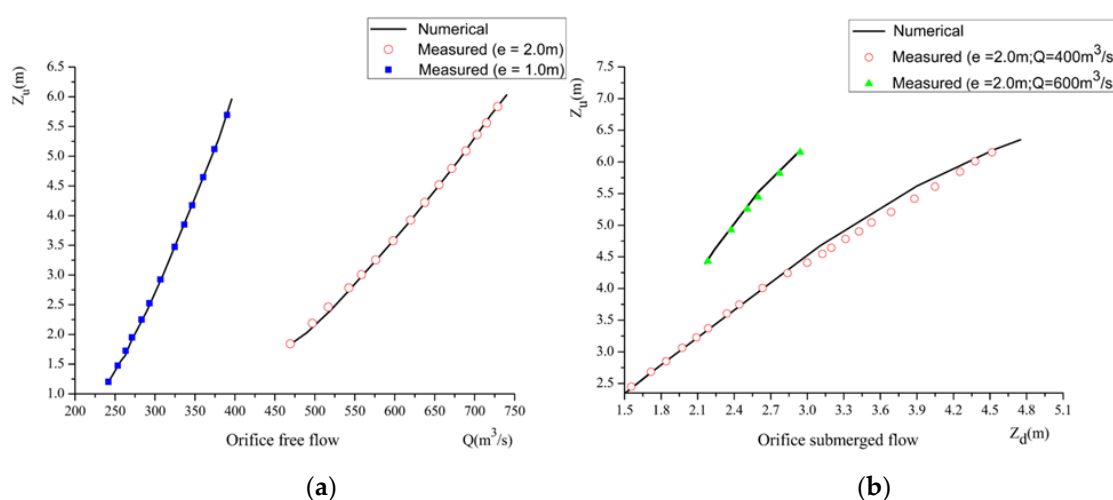 Numerical
Measured (e = 2.0m)
Measured (e = 1.0m)
Z_u(m)
6.5
6.0
5.5
5.0
4.5
4.0
3.5
3.0
2.5
2.0
1.5
1.0
200 250 300 350 400 450 500 550 600 650 700 750
Orifice free flow Q(m³/s)
(a)
Numerical
Measured (e =2.0m;Q=400m³/s)
Measured (e =2.0m;Q=600m³/s)
Z_u(m)
7.5
7.0
6.5
6.0
5.5
5.0
4.5
4.0
3.5
3.0
2.5
1.5 1.8 2.1 2.4 2.7 3.0 3.3 3.6 3.9 4.2 4.5 4.8 5.1
Orifice submerged flow Z_d(m)
(b)